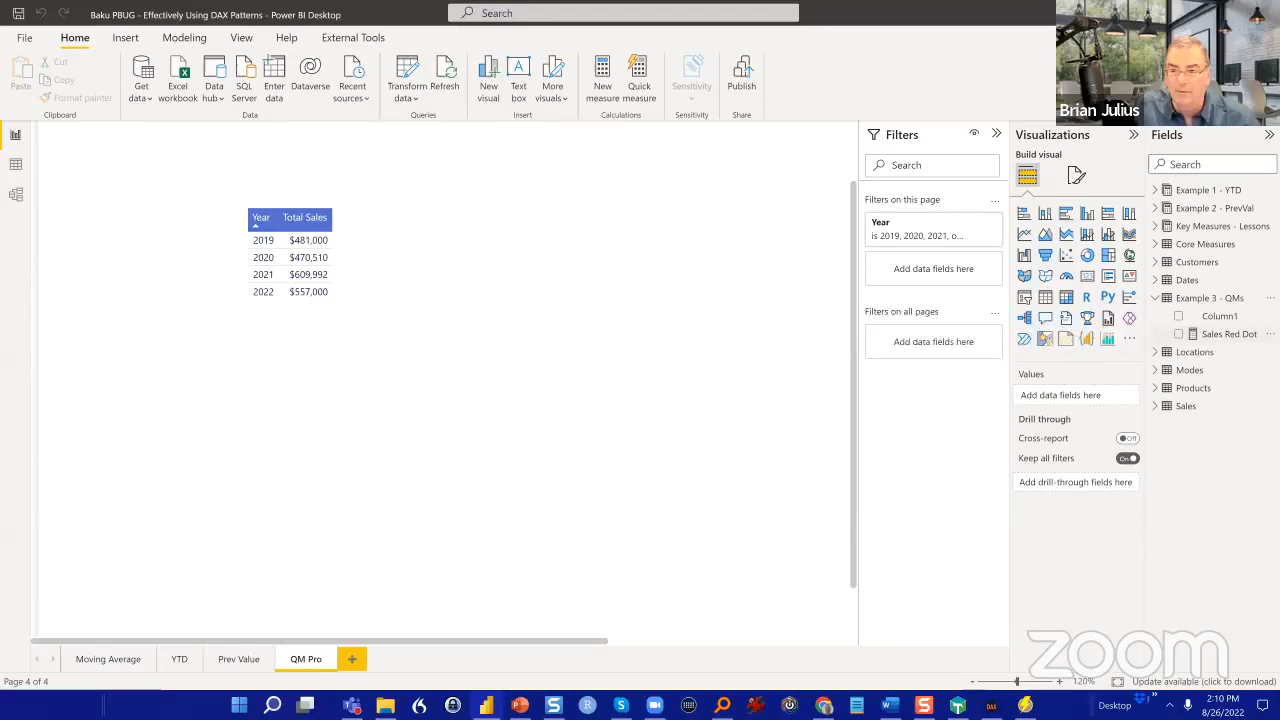 Baku PBUG – Effectively Using DAX Patterns – Power BI Desktop
Search
File
Home
Insert
Modeling
View
Help
External Tools
Paste
Cut
Copy
Format painter
Clipboard
Get data
Excel workbook
Data hub
SQL Server
Enter data
Dataverse
Recent sources
Data
Transform data
Refresh
Queries
New visual
Text box
More visuals
Insert
New measure
Quick measure
Calculations
Sensitivity
Sensitivity
Publish
Share
Brian Julius
Year Total Sales
2019 $481,000
2020 $470,510
2021 $609,992
2022 $557,000
Filters
Search
Filters on this page ...
Year
is 2019, 2020, 2021, o...
Add data fields here
Filters on all pages ...
Add data fields here
Visualizations
Build visual
R
Py
...
Values
Add data fields here
Drill through
Cross-report Off
Keep all filters On
Add drill-through fields here
Fields
Search
Example 1 - YTD
Example 2 - PrevVal
Key Measures - Lessons
Core Measures
Customers
Dates
Example 3 - QMs ...
Column1
Sales Red Dot ...
Locations
Modes
Products
Sales
zoom
Moving Average
YTD
Prev Value
QM Pro
+
Page 4 of 4
- + 120%
Update available (click to download)
Desktop
2:10 PM
8/26/2022